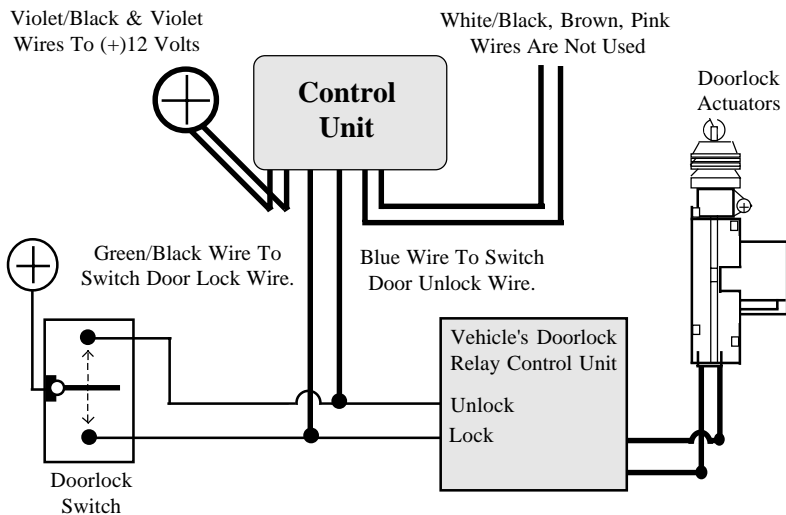 Violet/Black & Violet
Wires To (+)12 Volts
White/Black, Brown, Pink
Wires Are Not Used
Control
Unit
Doorlock
Actuators
Green/Black Wire To
Switch Door Lock Wire.
Blue Wire To Switch
Door Unlock Wire.
Vehicle's Doorlock
Relay Control Unit
Unlock
Lock
Doorlock
Switch